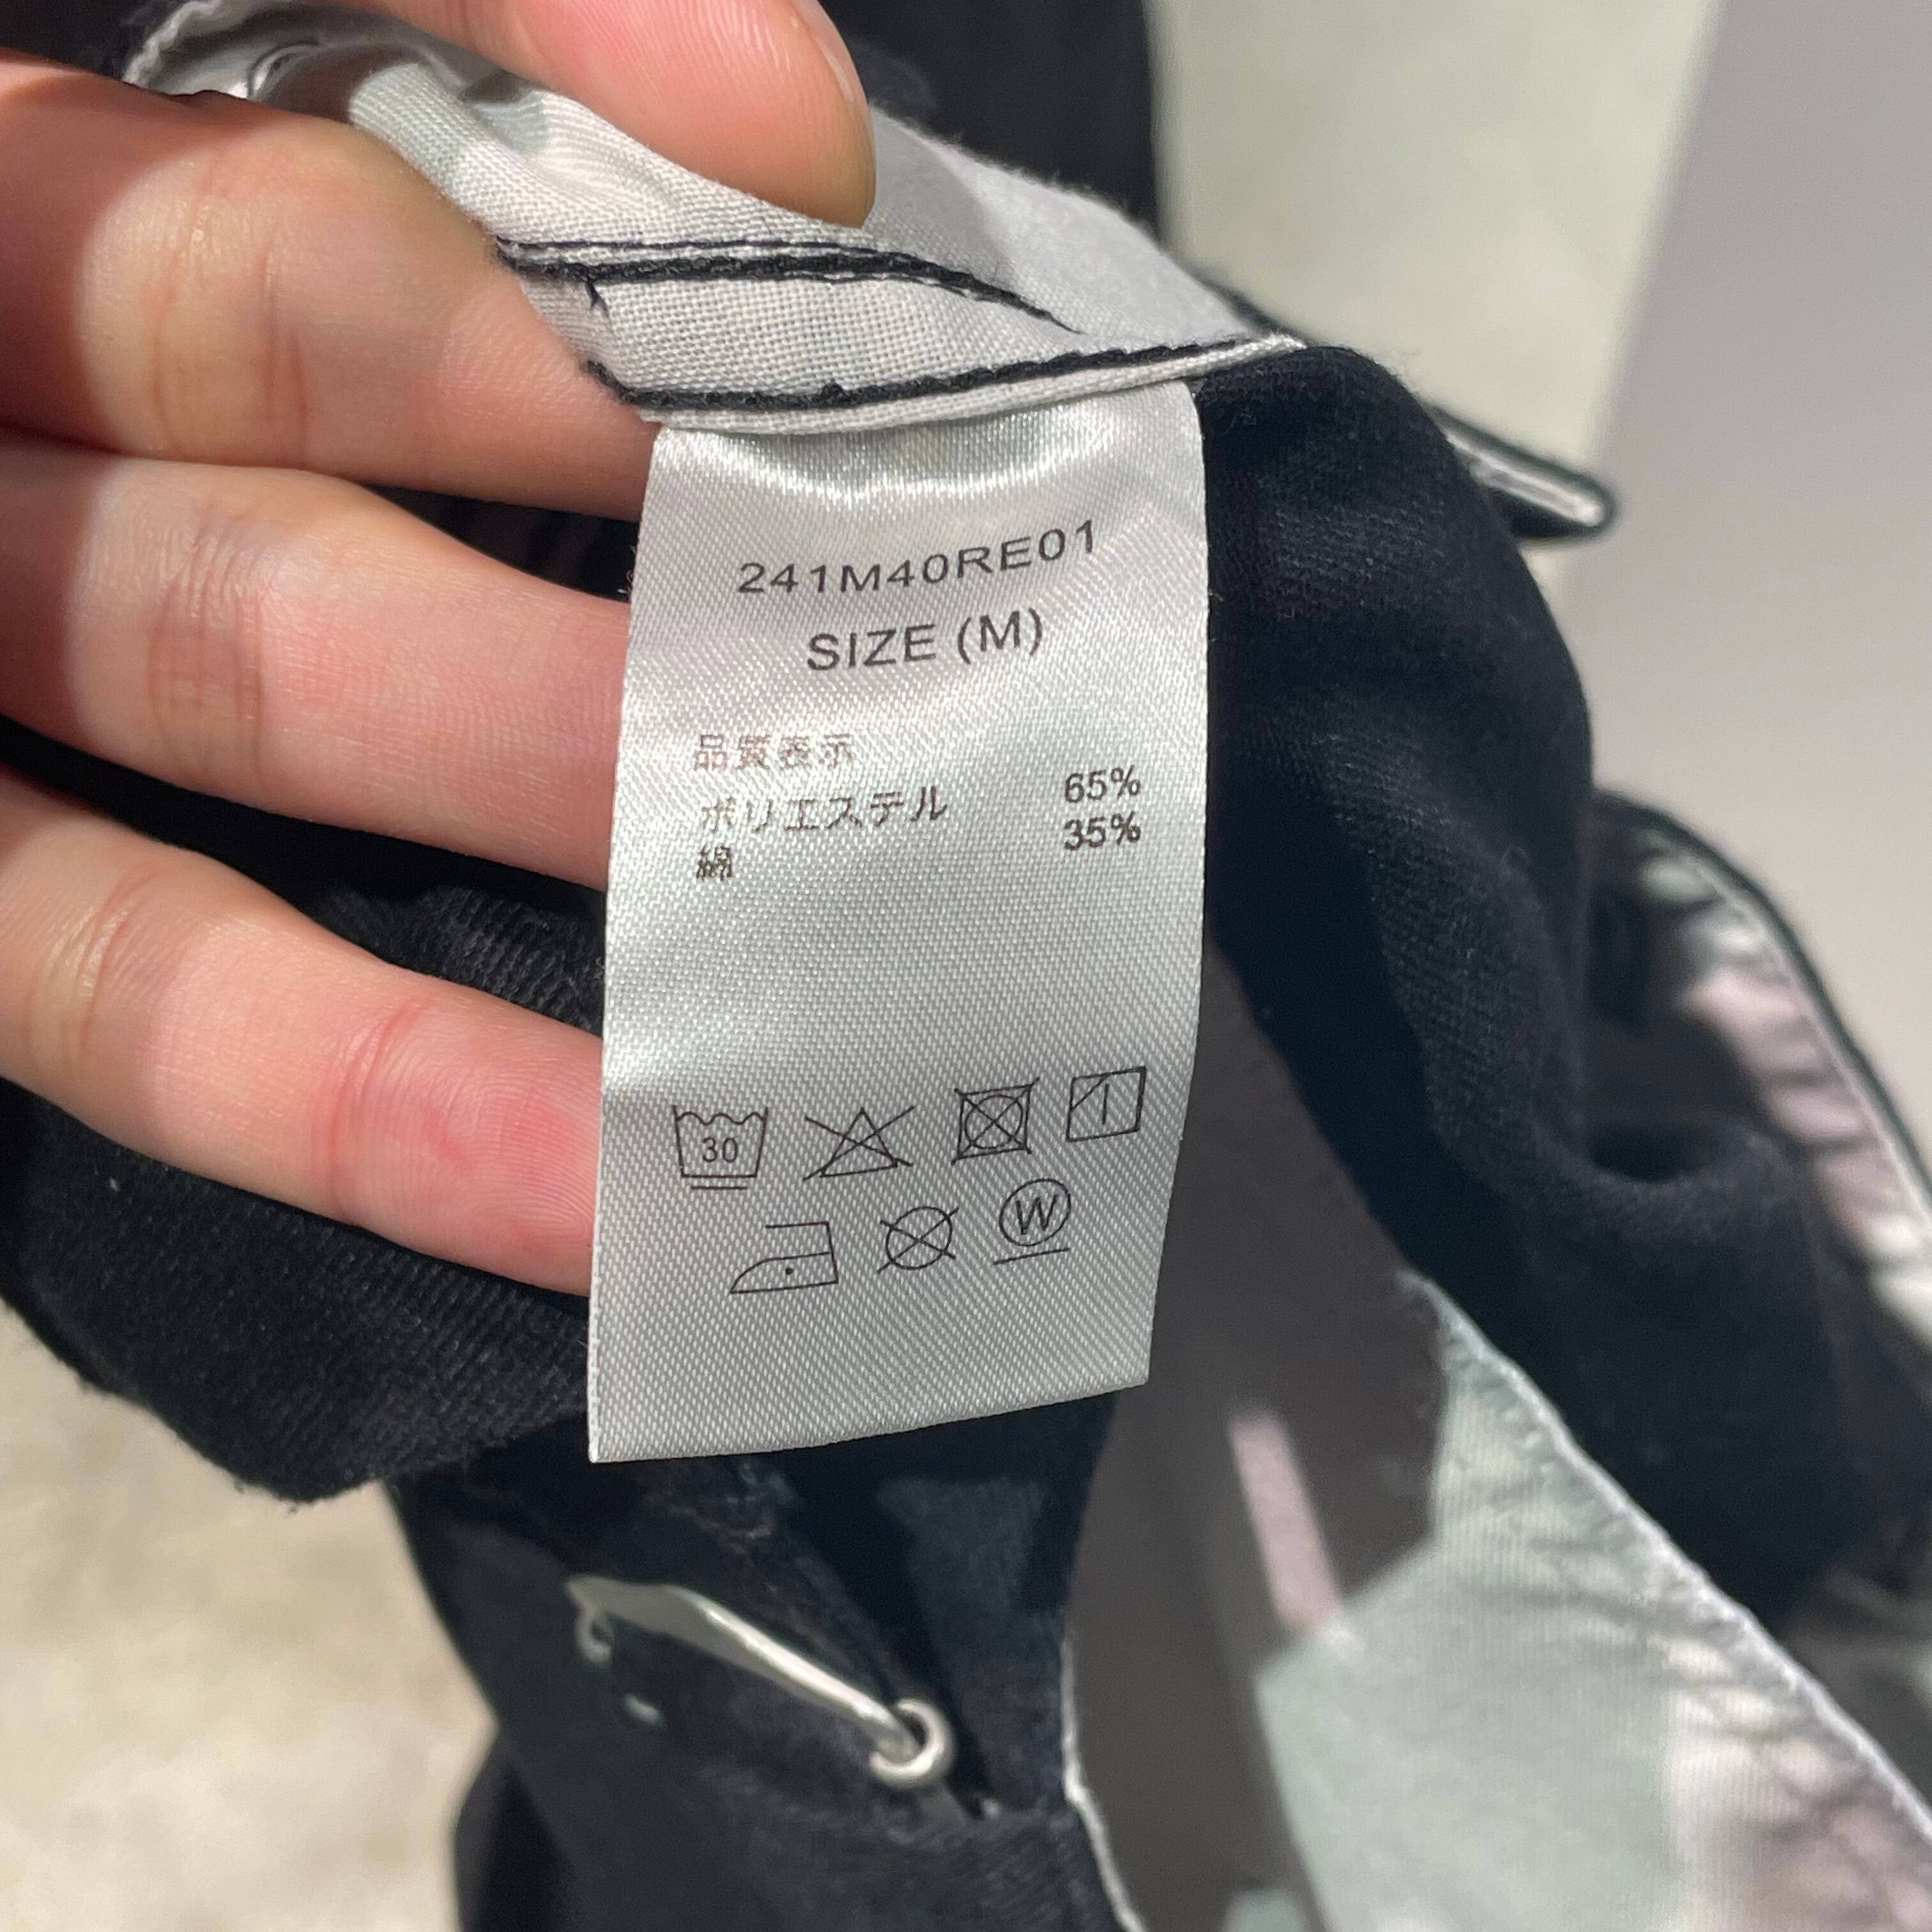 241M40RE01
SIZE (M)
品質表示
ポリエステル 65%
綿 35%
30
W